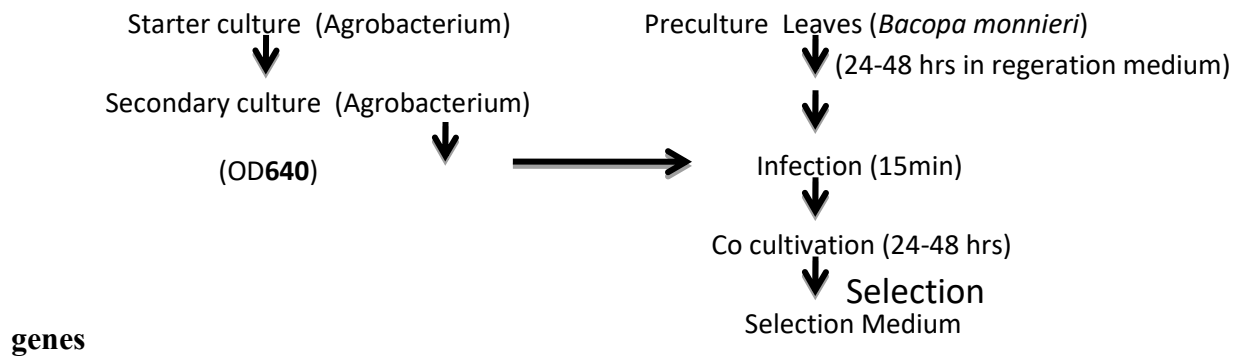 Starter culture (Agrobacterium)
Secondary culture (Agrobacterium)
(OD640)
Preculture Leaves (Bacopa monnieri)
(24-48 hrs in regeration medium)
Infection (15min)
Co cultivation (24-48 hrs)
Selection
Selection Medium
genes